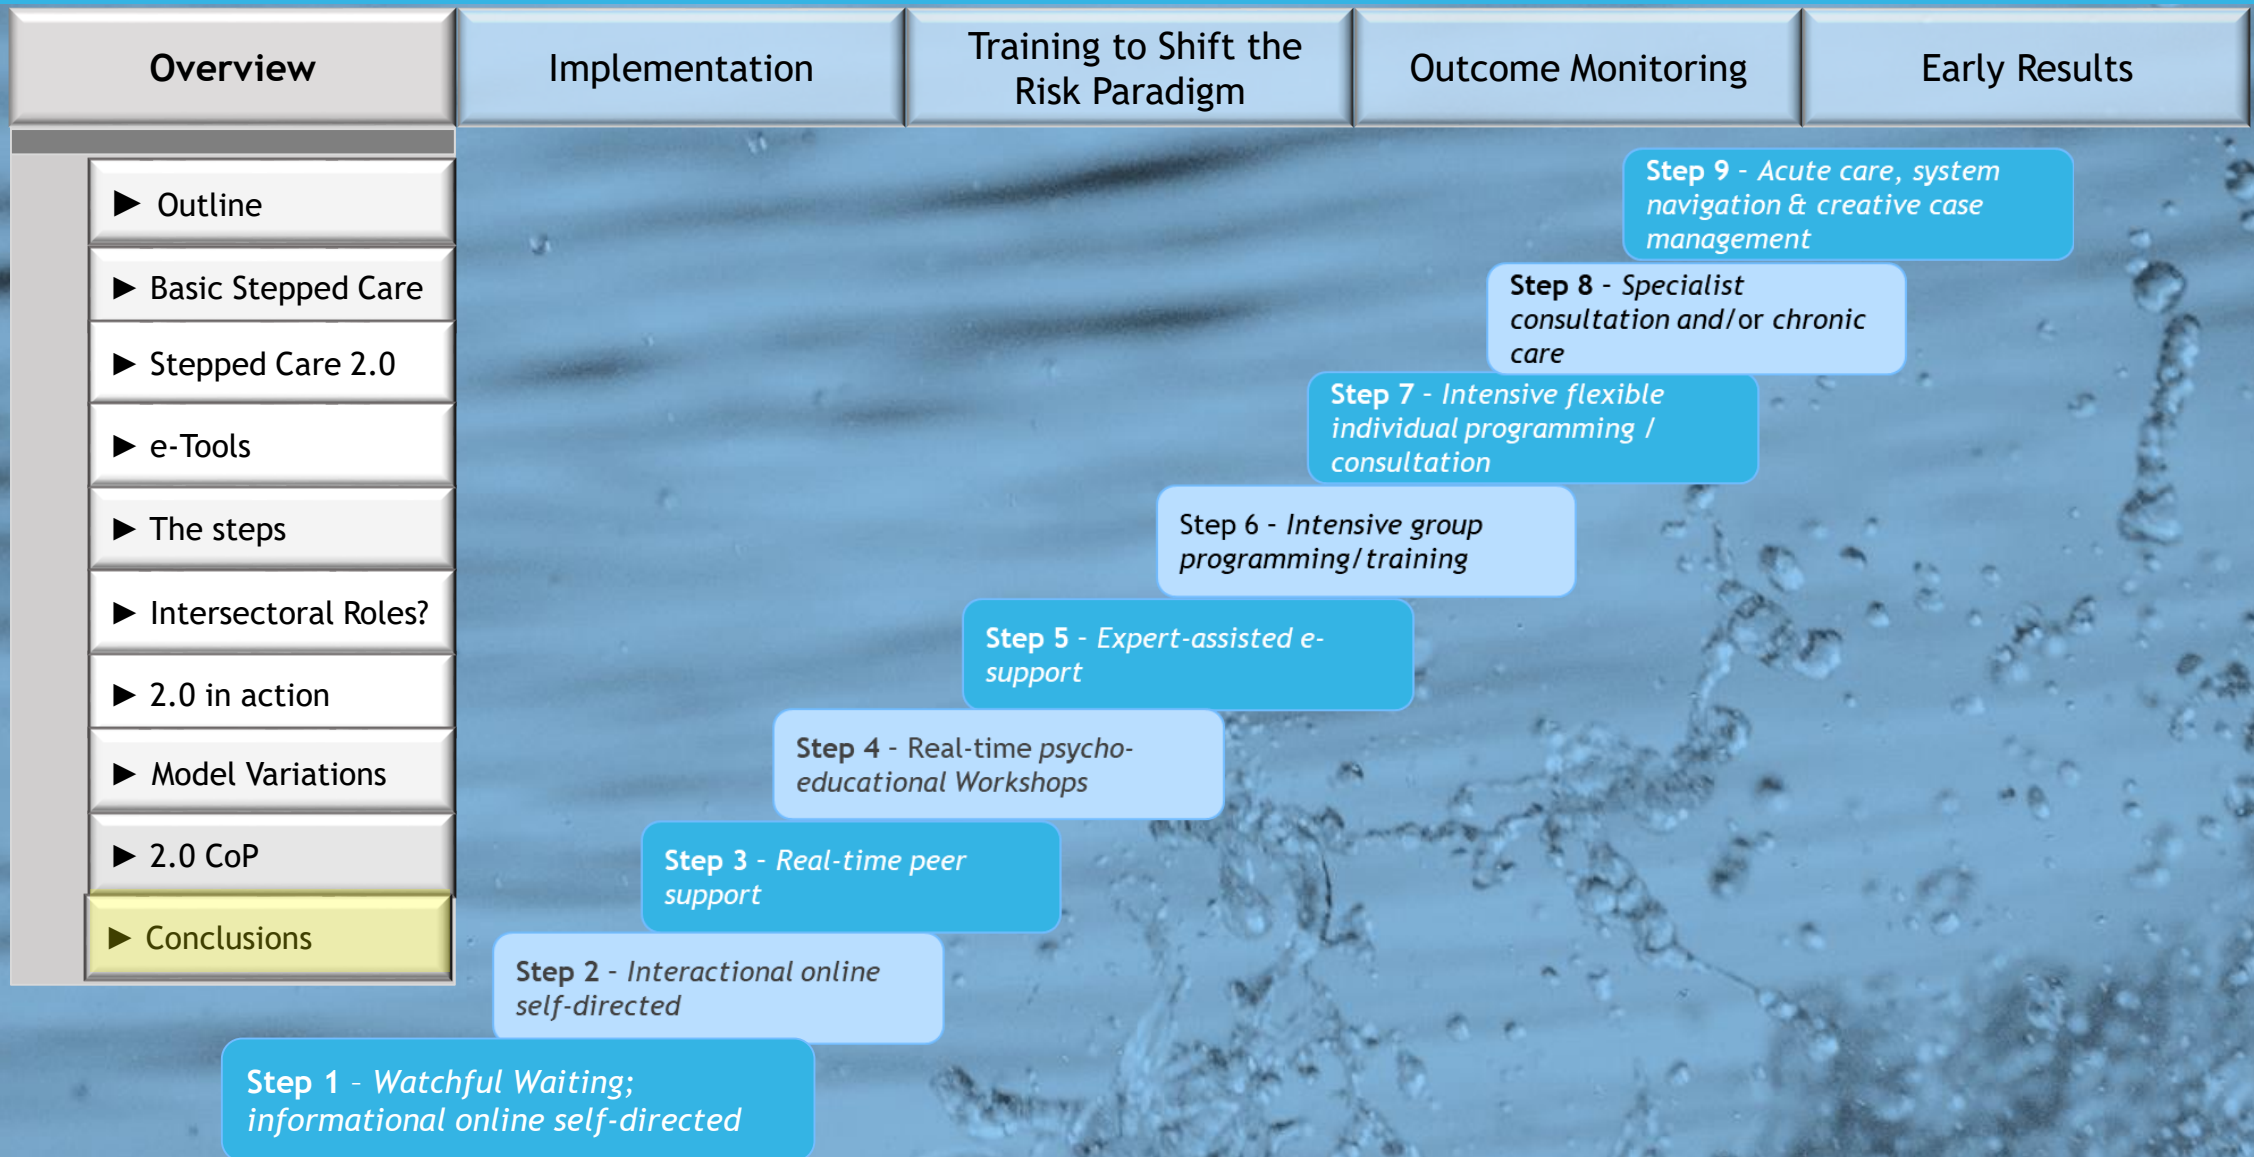 Overview
Implementation
Training to Shift the
Risk Paradigm
Outcome Monitoring
Early Results
► Outline
► Basic Stepped Care
► Stepped Care 2.0
► e-Tools
► The steps
► Intersectoral Roles?
► 2.0 in action
► Model Variations
► 2.0 CoP
► Conclusions
Step 9 – Acute care, system
navigation & creative case
management
Step 8 – Specialist
consultation and/or chronic
care
Step 7 – Intensive flexible
individual programming /
consultation
Step 6 – Intensive group
programming/training
Step 5 – Expert-assisted e-
support
Step 4 – Real-time psycho-
educational Workshops
Step 3 – Real-time peer
support
Step 2 – Interactional online
self-directed
Step 1 – Watchful Waiting;
informational online self-directed